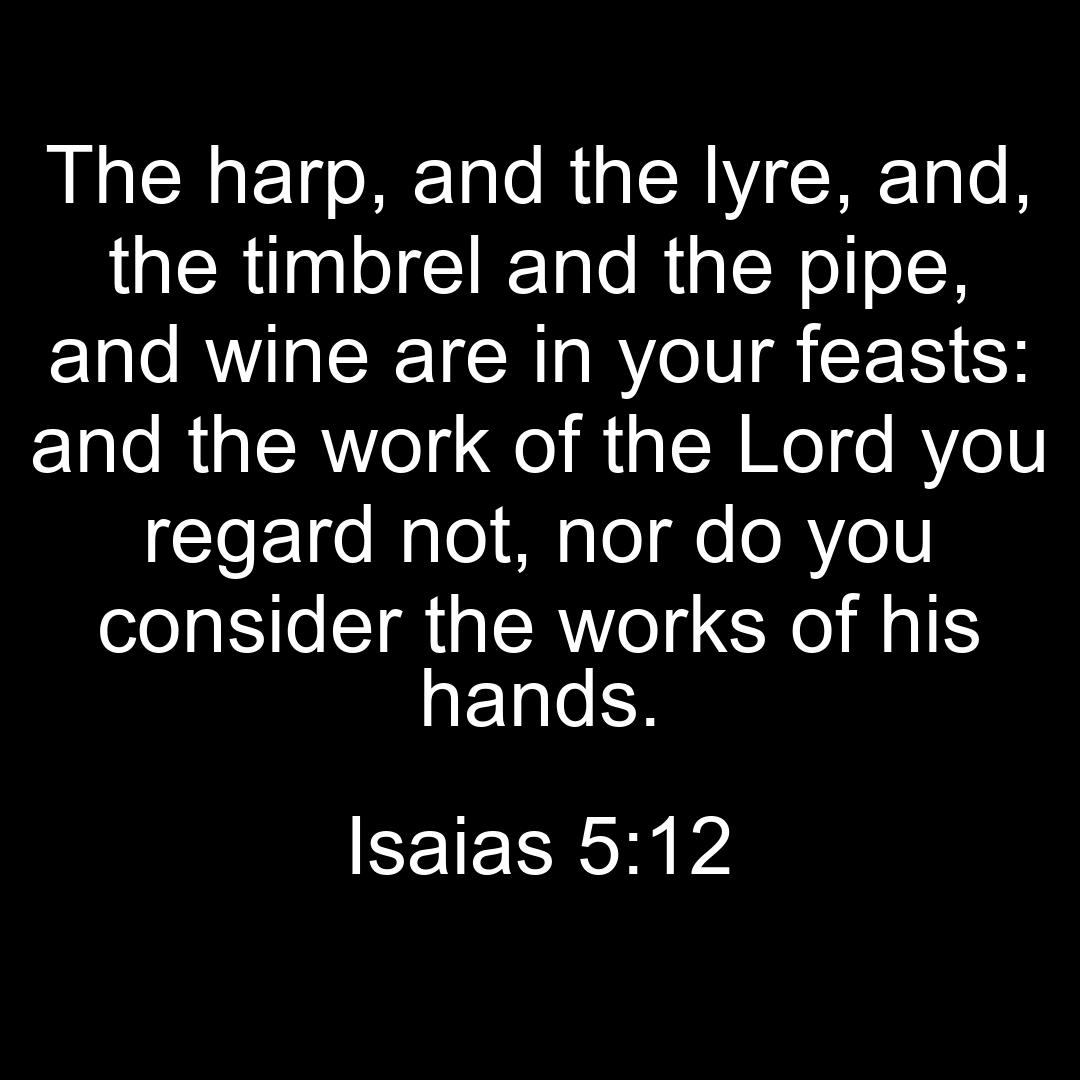 The harp, and the lyre, and,
the timbrel and the pipe,
and wine are in your feasts:
and the work of the Lord you
regard not, nor do you
consider the works of his
hands.
Isaias 5:12